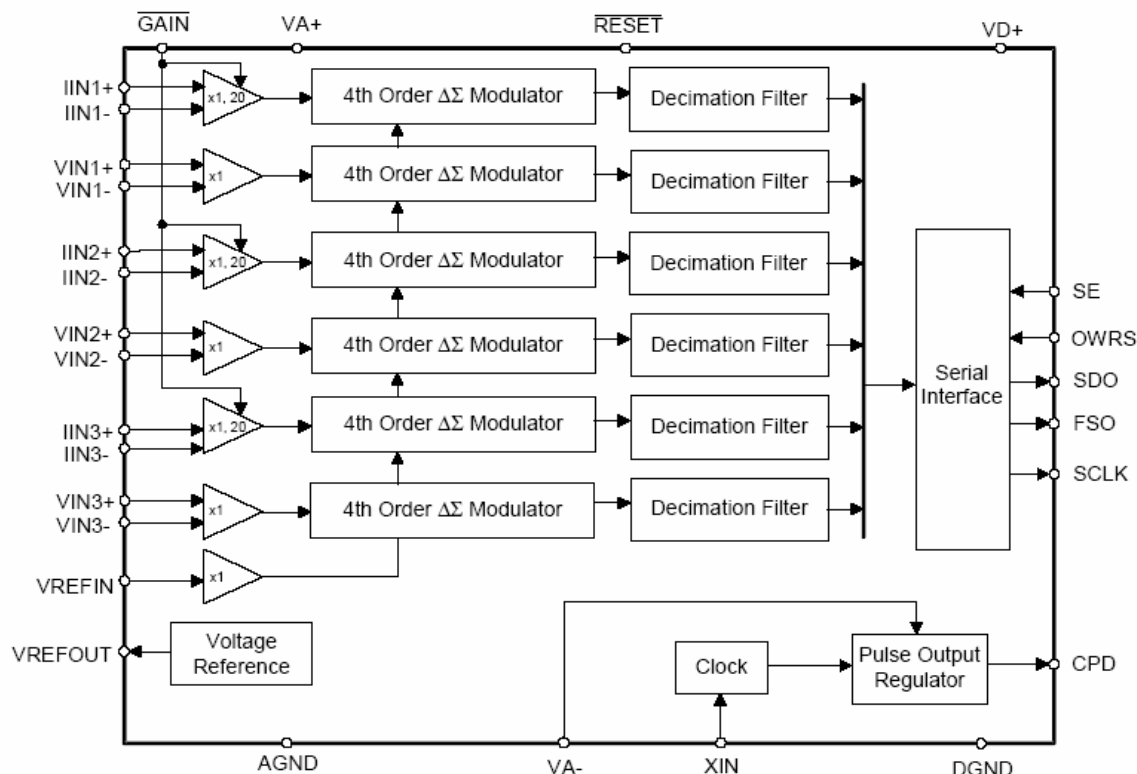 GAIN
VA+
RESET
VD+
IIN1+
IIN1-
x1, 20
4th Order ΔΣ Modulator
Decimation Filter
VIN1+
VIN1-
x1
4th Order ΔΣ Modulator
Decimation Filter
IIN2+
IIN2-
x1, 20
4th Order ΔΣ Modulator
Decimation Filter
VIN2+
VIN2-
x1
4th Order ΔΣ Modulator
Decimation Filter
IIN3+
IIN3-
x1, 20
4th Order ΔΣ Modulator
Decimation Filter
VIN3+
VIN3-
x1
4th Order ΔΣ Modulator
Decimation Filter
VREFIN
x1
VREFOUT
Voltage
Reference
Serial
Interface
SE
OWRS
SDO
FSO
SCLK
Clock
Pulse Output
Regulator
CPD
AGND
VA-
XIN
DGND